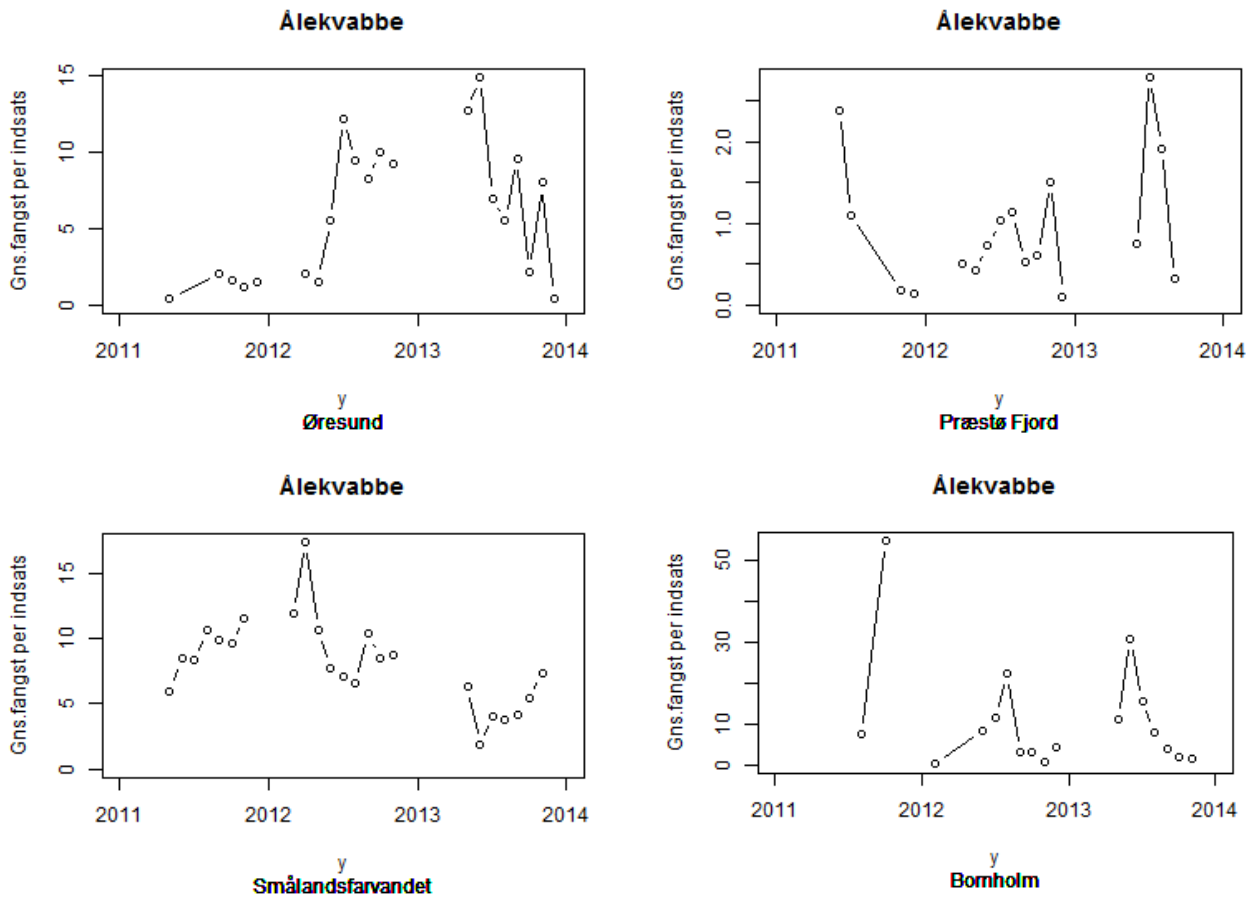 Ålekvabbe
Gns.fangst per indsats
15
10
5
0
2011 2012 2013 2014
y
Øresund
Ålekvabbe
Gns.fangst per indsats
2.0
1.0
0.0
2011 2012 2013 2014
y
Præstø Fjord
Ålekvabbe
Gns.fangst per indsats
15
10
5
0
2011 2012 2013 2014
y
Smålandsfarvandet
Ålekvabbe
Gns.fangst per indsats
50
30
10
0
2011 2012 2013 2014
y
Bornholm